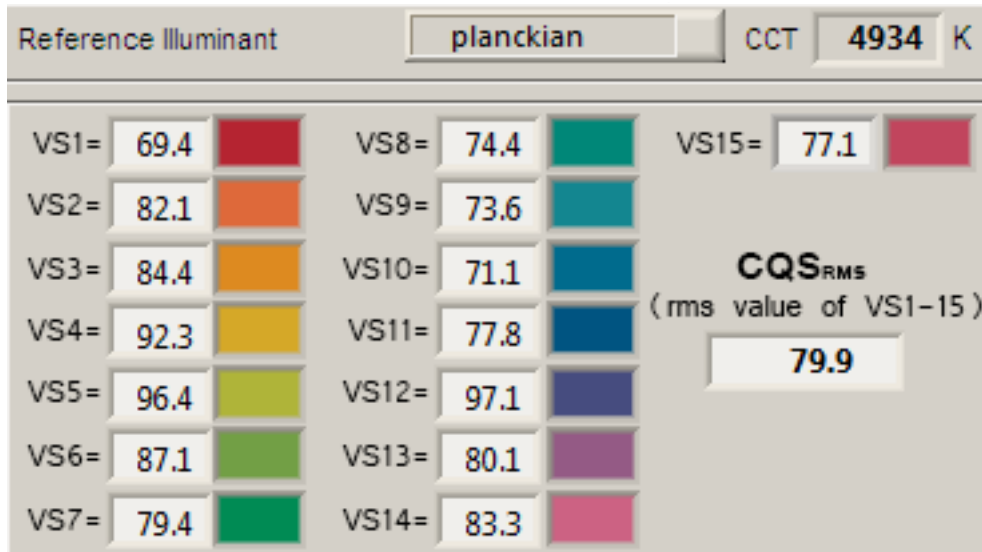 Reference Illuminant planckian CCT 4934 K
VS1= 69.4 VS8= 74.4 VS15= 77.1
VS2= 82.1 VS9= 73.6
VS3= 84.4 VS10= 71.1 CQSRMS
(rms value of VS1-15)
VS4= 92.3 VS11= 77.8
79.9
VS5= 96.4 VS12= 97.1
VS6= 87.1 VS13= 80.1
VS7= 79.4 VS14= 83.3